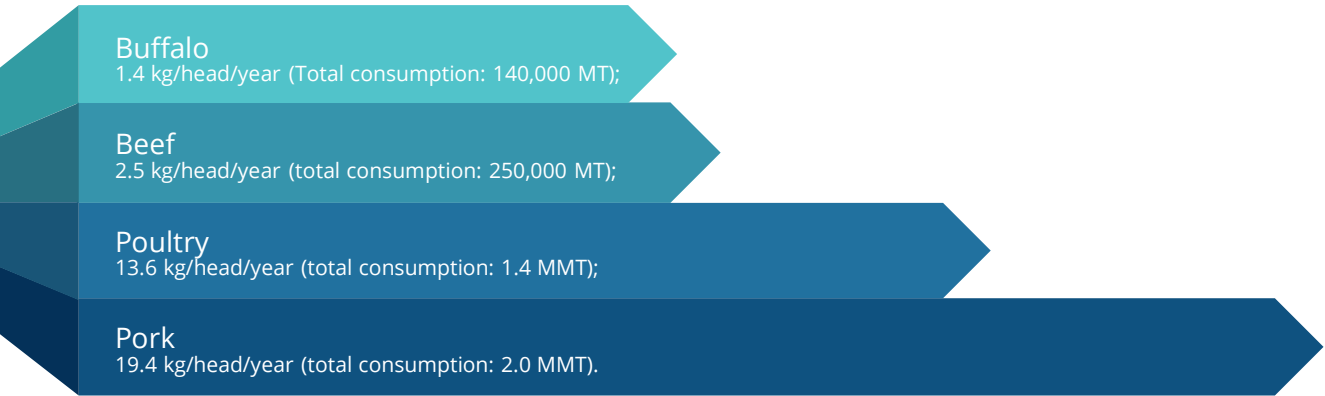 Buffalo
1.4 kg/head/year (Total consumption: 140,000 MT);
Beef
2.5 kg/head/year (total consumption: 250,000 MT);
Poultry
13.6 kg/head/year (total consumption: 1.4 MMT);
Pork
19.4 kg/head/year (total consumption: 2.0 MMT).